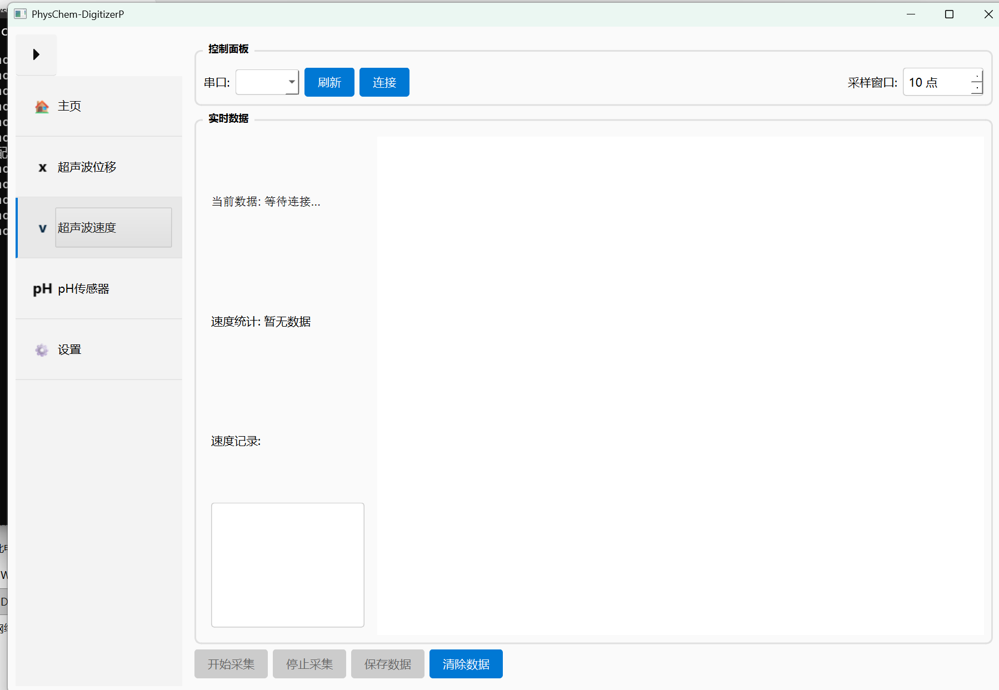 PhysChem-DigitizerP
控制面板
串口: 刷新 连接 采样窗口: 10 点
主页
x 超声波位移
v 超声波速度
pH pH传感器
设置
实时数据
当前数据: 等待连接...
速度统计: 暂无数据
速度记录:
开始采集 停止采集 保存数据 清除数据